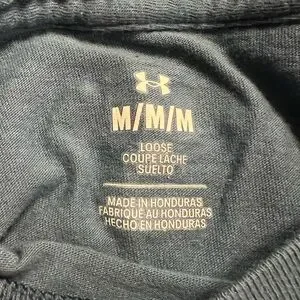 M/M/M
LOOSE
COUPE LÂCHE
SUELTO
MADE IN HONDURAS
FABRIQUÉ AU HONDURAS
HECHO EN HONDURAS